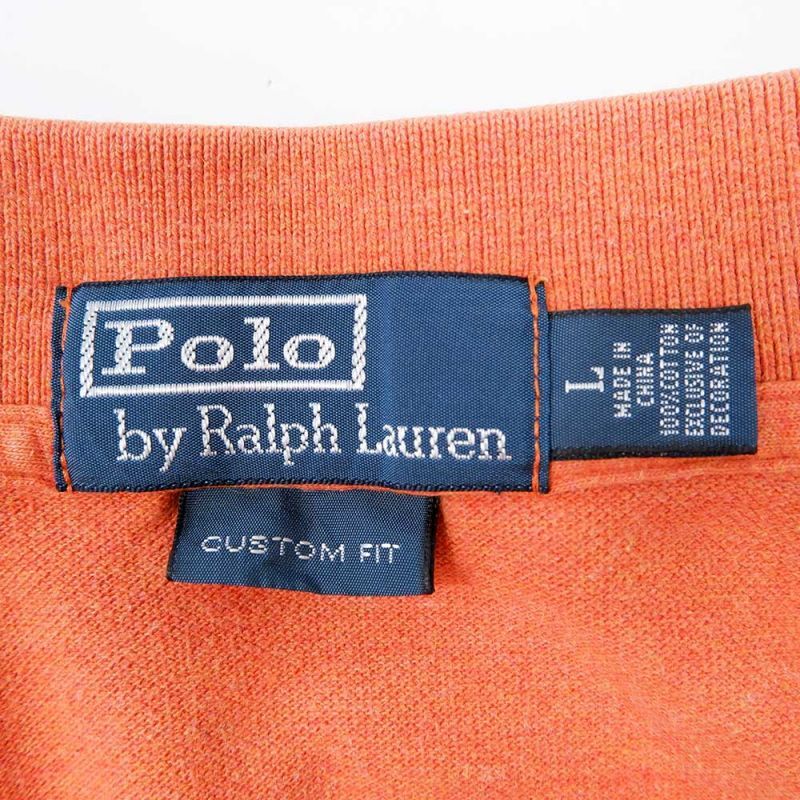 Polo
by Ralph Lauren
CUSTOM FIT
L
MADE IN
CHINA
100% COTTON
EXCLUSIVE OF
DECORATION